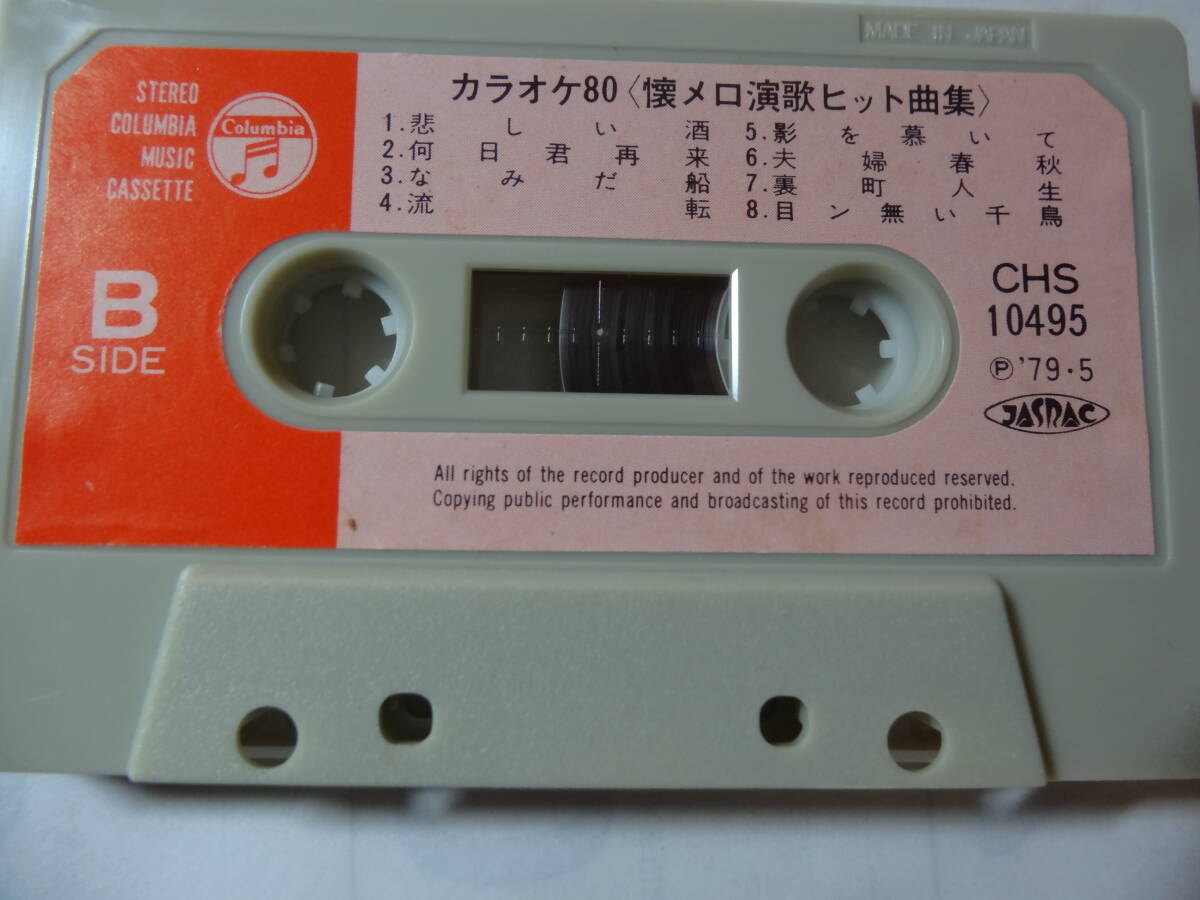 MADE IN JAPAN
STEREO
COLUMBIA
MUSIC
CASSETTE
Columbia
カラオケ80〈懐メロ演歌ヒット曲集〉
1.悲しい酒
2.何日君再来
3.なみだ船
4.流転
5.影を慕いて
6.夫婦春秋
7.裏町人生
8.目ン無い千鳥
B
SIDE
CHS
10495
Ⓟ'79・5
JASRAC
All rights of the record producer and of the work reproduced reserved.
Copying public performance and broadcasting of this record prohibited.